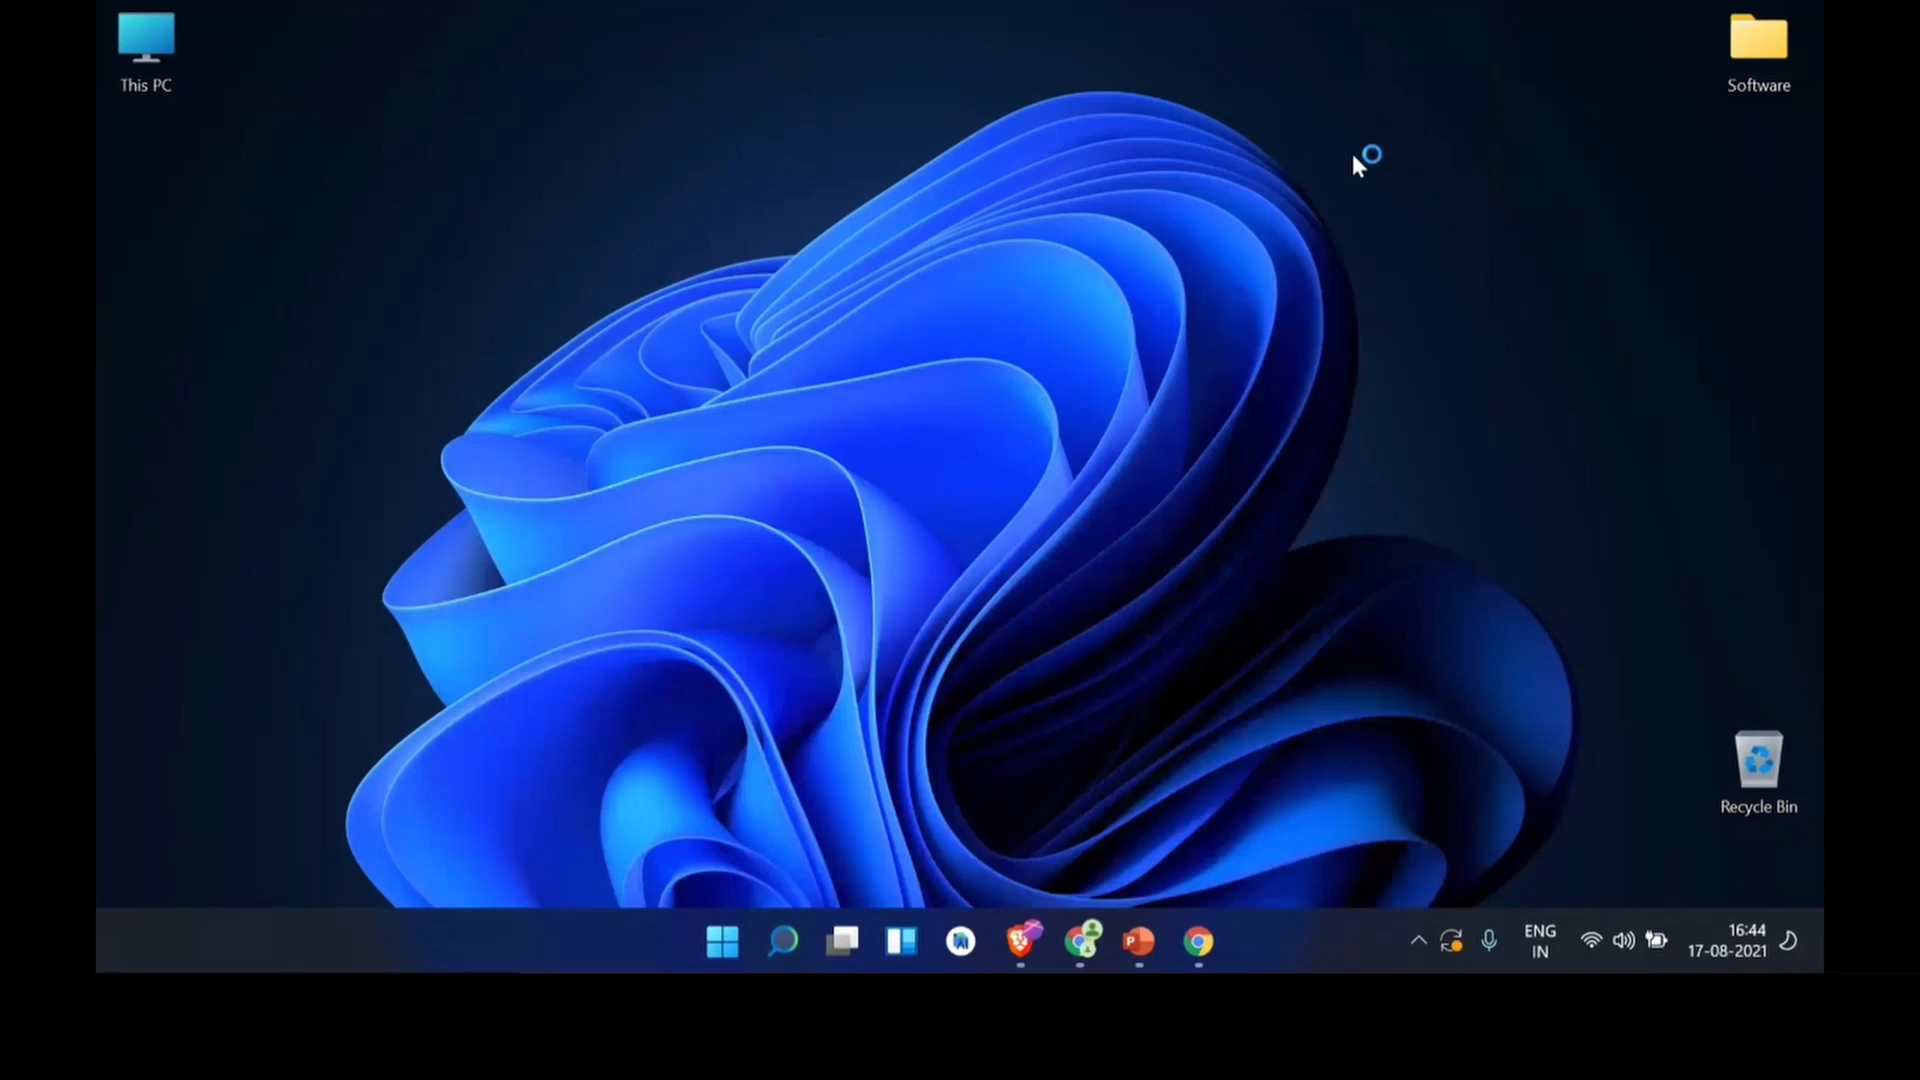 This PC
Software
Recycle Bin
ENG
IN
16:44
17-08-2021